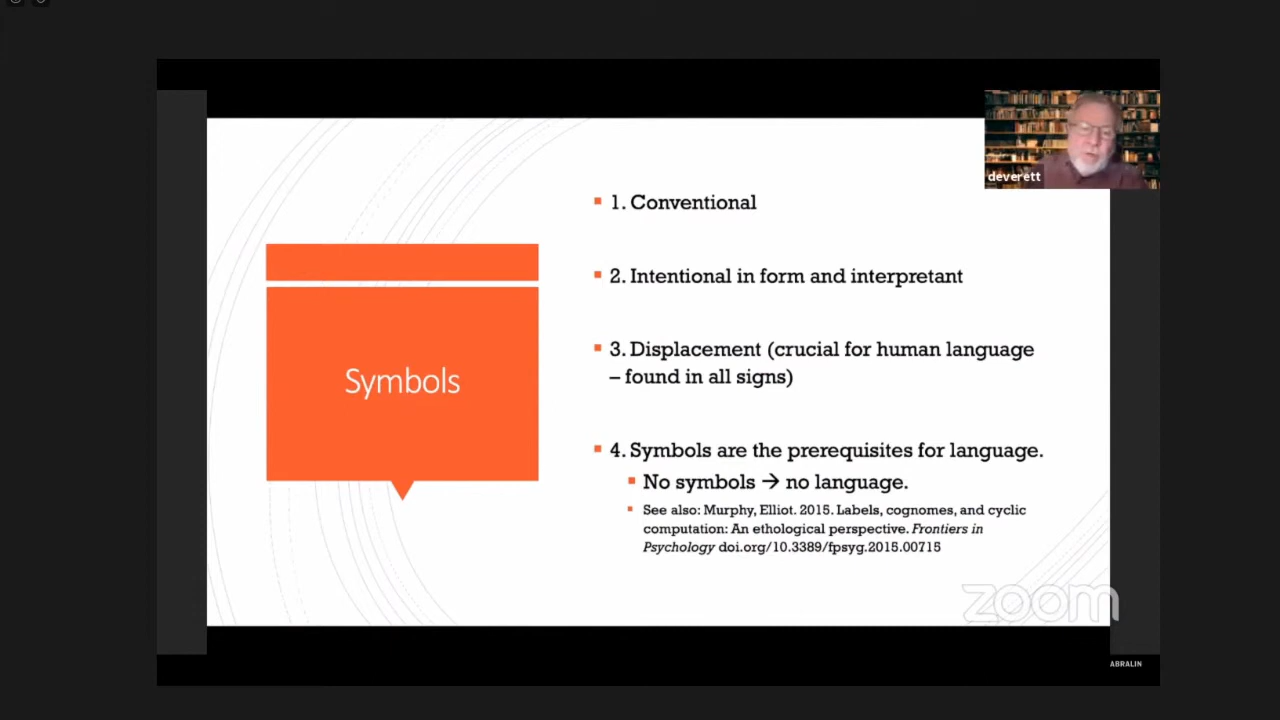 deverett
1. Conventional
2. Intentional in form and interpretant
3. Displacement (crucial for human language
– found in all signs)
Symbols
4. Symbols are the prerequisites for language.
No symbols → no language.
See also: Murphy, Elliot. 2015. Labels, cognomes, and cyclic
computation: An ethological perspective. Frontiers in
Psychology doi.org/10.3389/fpsyg.2015.00715
zoom
ABRALIN